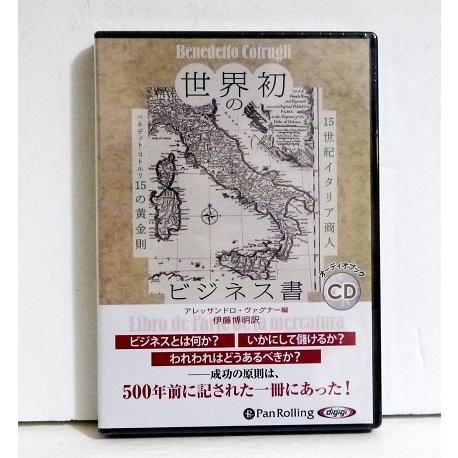 Benedetto Cotrugli
世界初の
ビジネス書
15世紀イタリア商人
ベネデット・コトルリ
15の黄金則
オーディオブック
CD
アレッサンドロ・ヴァグナー編
伊藤博明訳
Libro de l'arte de la mercatura
ビジネスとは何か?
いかにして儲けるか?
われわれはどうあるべきか?
――成功の原則は、
500年前に記された一冊にあった!
PanRolling
digigi